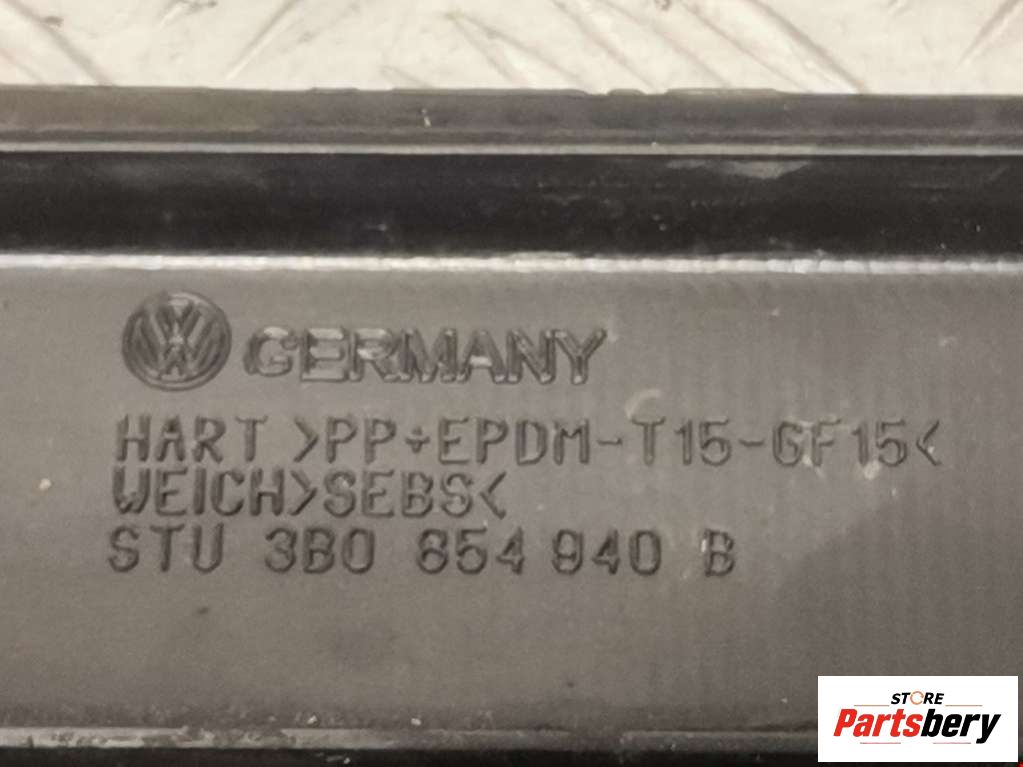 GERMANY
HART >PP+EPDM-T15-GF15<
WEICH>SEBS<
STU 3B0 854 940 B
STORE
Partsbery